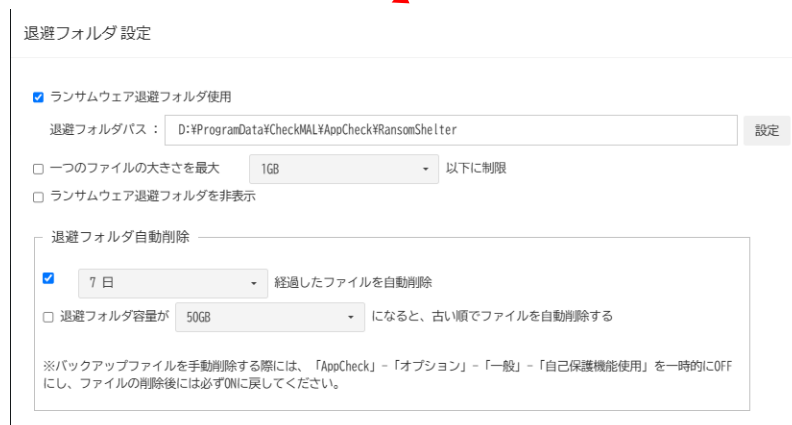 退避フォルダ設定
ランサムウェア退避フォルダ使用
退避フォルダパス : D:¥ProgramData¥CheckMAL¥AppCheck¥RansomShelter 設定
一つのファイルの大きさを最大 1GB 以下に制限
ランサムウェア退避フォルダを非表示
退避フォルダ自動削除
7 日 経過したファイルを自動削除
退避フォルダ容量が 50GB になると、古い順でファイルを自動削除する
※バックアップファイルを手動削除する際には、「AppCheck」-「オプション」-「一般」-「自己保護機能使用」を一時的にOFF
にし、ファイルの削除後には必ずONに戻してください。